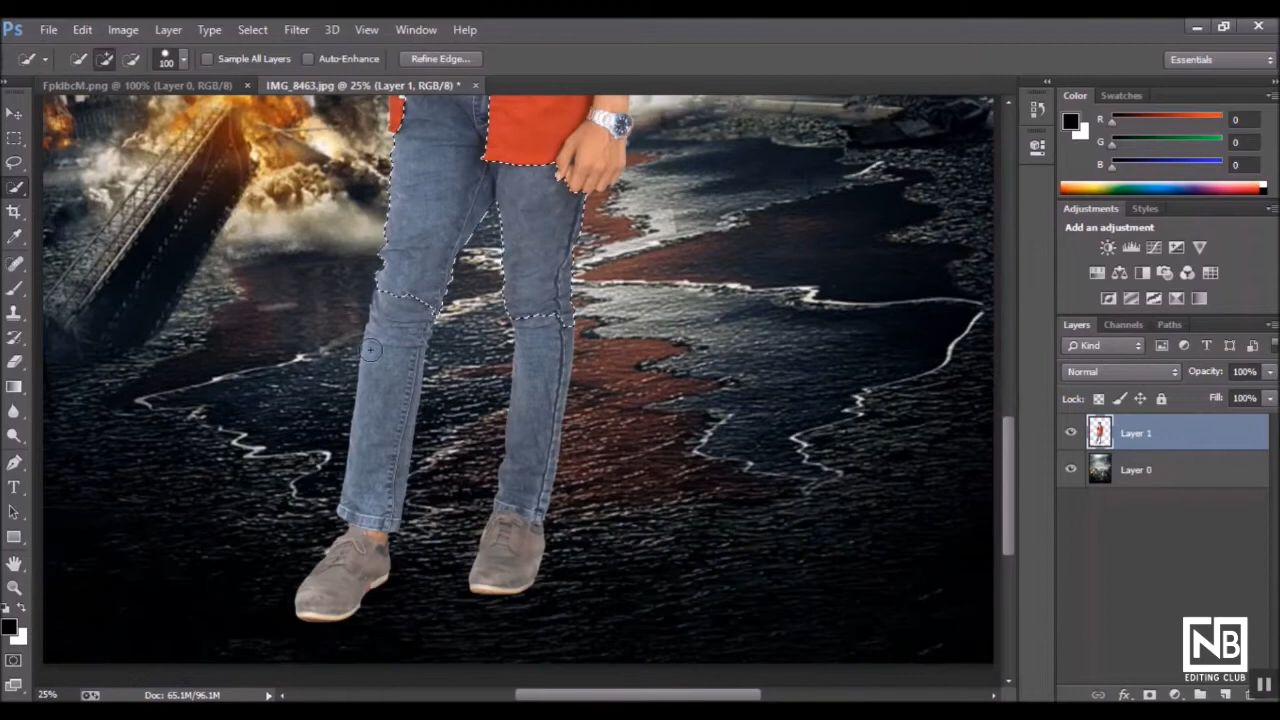 Ps File Edit Image Layer Type Select Filter 3D View Window Help
100 Sample All Layers Auto-Enhance Refine Edge... Essentials
FpklbcM.png @ 100% (Layer 0, RGB/8) × IMG_8463.jpg @ 25% (Layer 1, RGB/8) * ×
Color Swatches
R 0
G 0
B 0
Adjustments Styles
Add an adjustment
Layers Channels Paths
Kind
Normal Opacity: 100%
Lock: Fill: 100%
Layer 1
Layer 0
NB
EDITING CLUB
25% Doc: 65.1M/96.1M